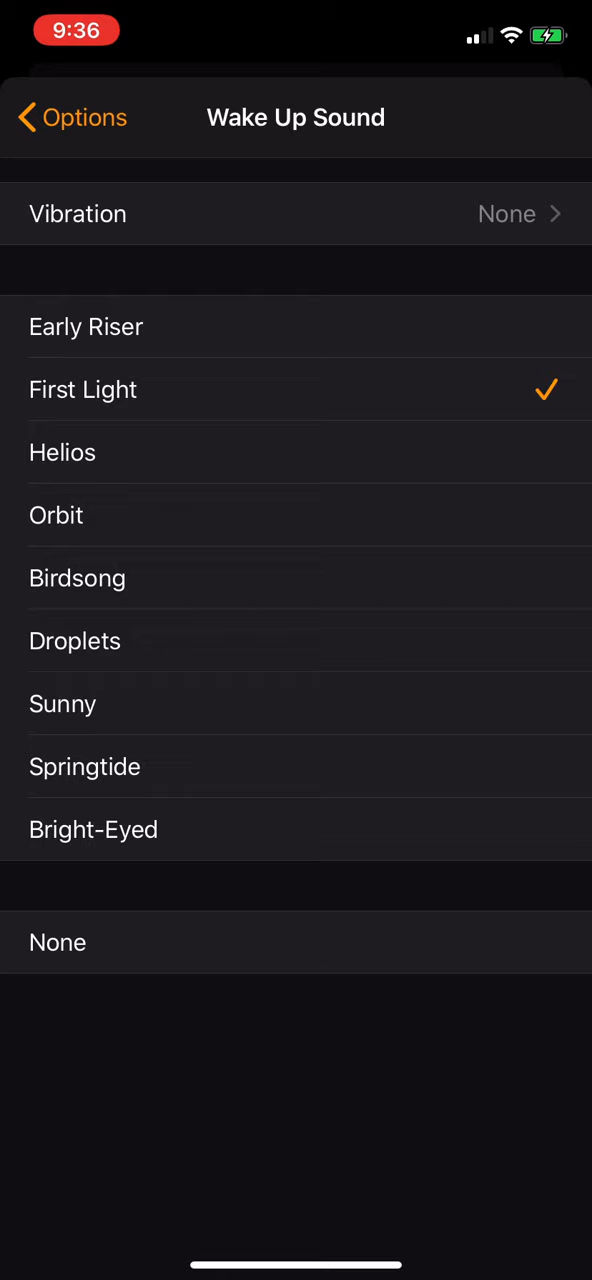 9:36
Options
Wake Up Sound
Vibration
None
Early Riser
First Light
Helios
Orbit
Birdsong
Droplets
Sunny
Springtide
Bright-Eyed
None